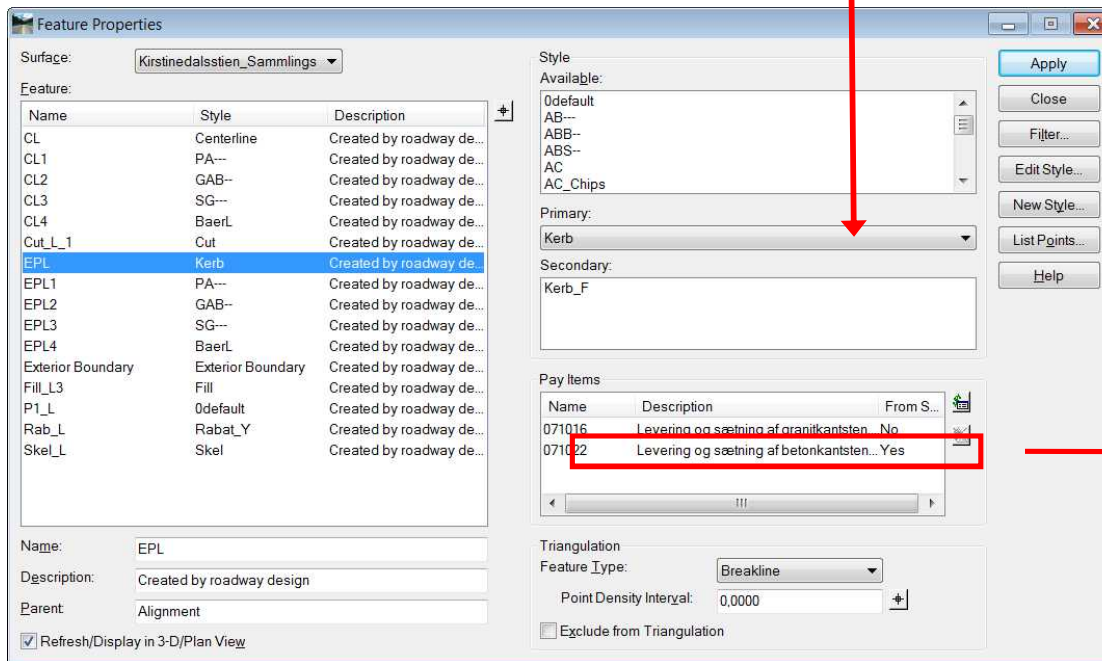 Feature Properties
Surface:
Kirstinedalsstien_Sammlings
Feature:
Name Style Description
CL Centerline Created by roadway de...
CL1 PA--- Created by roadway de...
CL2 GAB-- Created by roadway de...
CL3 SG--- Created by roadway de...
CL4 BaerL Created by roadway de...
Cut_L_1 Cut Created by roadway de...
EPL Kerb Created by roadway de...
EPL1 PA--- Created by roadway de...
EPL2 GAB-- Created by roadway de...
EPL3 SG--- Created by roadway de...
EPL4 BaerL Created by roadway de...
Exterior Boundary Exterior Boundary Created by roadway de...
Fill_L3 Fill Created by roadway de...
P1_L 0default Created by roadway de...
Rab_L Rabat_Y Created by roadway de...
Skel_L Skel Created by roadway de...
Name: EPL
Description: Created by roadway design
Parent: Alignment
Refresh/Display in 3-D/Plan View
Style
Available:
0default
AB---
ABB--
ABS--
AC
AC_Chips
Primary:
Kerb
Secondary:
Kerb_F
Pay Items
Name Description From S...
071016 Levering og sætning af granitkantsten... No
071022 Levering og sætning af betonkantsten... Yes
Triangulation
Feature Type: Breakline
Point Density Interval: 0,0000
Exclude from Triangulation
Apply
Close
Filter...
Edit Style...
New Style...
List Points...
Help